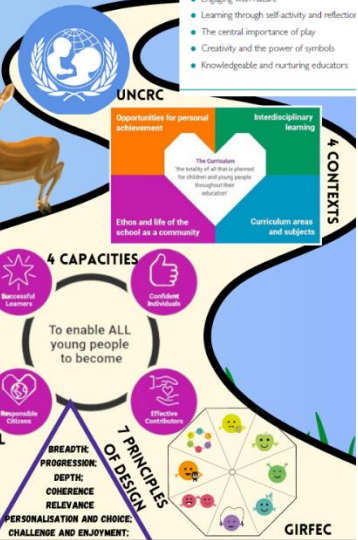 Engaging with nature
Learning through self-activity and reflection
The central importance of play
Creativity and the power of symbols
Knowledgeable and nurturing educators
UNCRC
Opportunities for personal
achievement
Interdisciplinary
learning
The Curriculum
'the totality of all that is planned
for children and young people
throughout their
education'
Ethos and life of the
school as a community
Curriculum areas
and subjects
4 CONTEXTS
4 CAPACITIES
Successful
Learners
Confident
Individuals
To enable ALL
young people
to become
Responsible
Citizens
Effective
Contributors
L
7 PRINCIPLES
OF DESIGN
BREADTH;
PROGRESSION;
DEPTH;
COHERENCE
RELEVANCE
PERSONALISATION AND CHOICE;
CHALLENGE AND ENJOYMENT;
GIRFEC